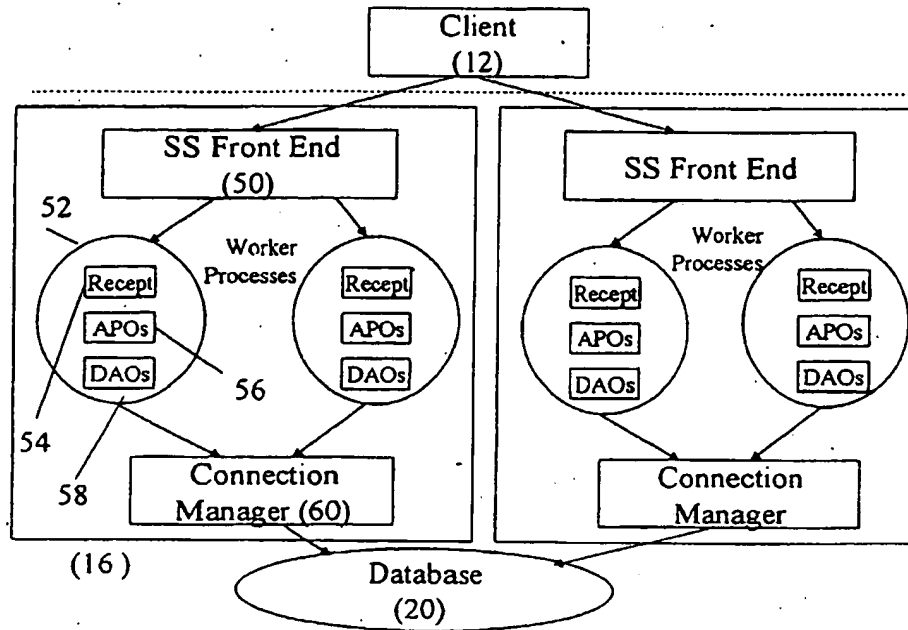 Client
(12)
SS Front End
(50)
SS Front End
52
Worker
Processes
Worker
Processes
Recept
APOs
DAOs
Recept
APOs
DAOs
Recept
APOs
DAOs
Recept
APOs
DAOs
54
56
58
Connection
Manager (60)
Connection
Manager
(16)
Database
(20)